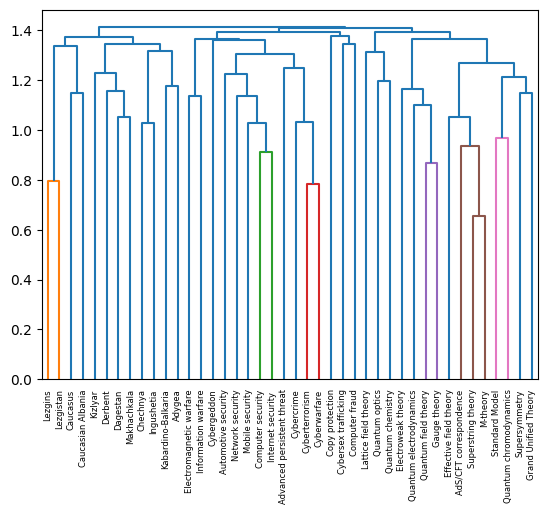 1.4
1.2
1.0
0.8
0.6
0.4
0.2
0.0
Lezgins
Lezgistan
Caucasus
Caucasian Albania
Kizlyar
Derbent
Dagestan
Makhachkala
Chechnya
Ingushetia
Kabardino-Balkaria
Adygea
Electromagnetic warfare
Information warfare
Cybergeddon
Automotive security
Network security
Mobile security
Computer security
Internet security
Advanced persistent threat
Cybercrime
Cyberterrorism
Cyberwarfare
Copy protection
Cybersex trafficking
Computer fraud
Lattice field theory
Quantum optics
Quantum chemistry
Electroweak theory
Quantum electrodynamics
Quantum field theory
Gauge theory
Effective field theory
AdS/CFT correspondence
Superstring theory
M-theory
Standard Model
Quantum chromodynamics
Supersymmetry
Grand Unified Theory